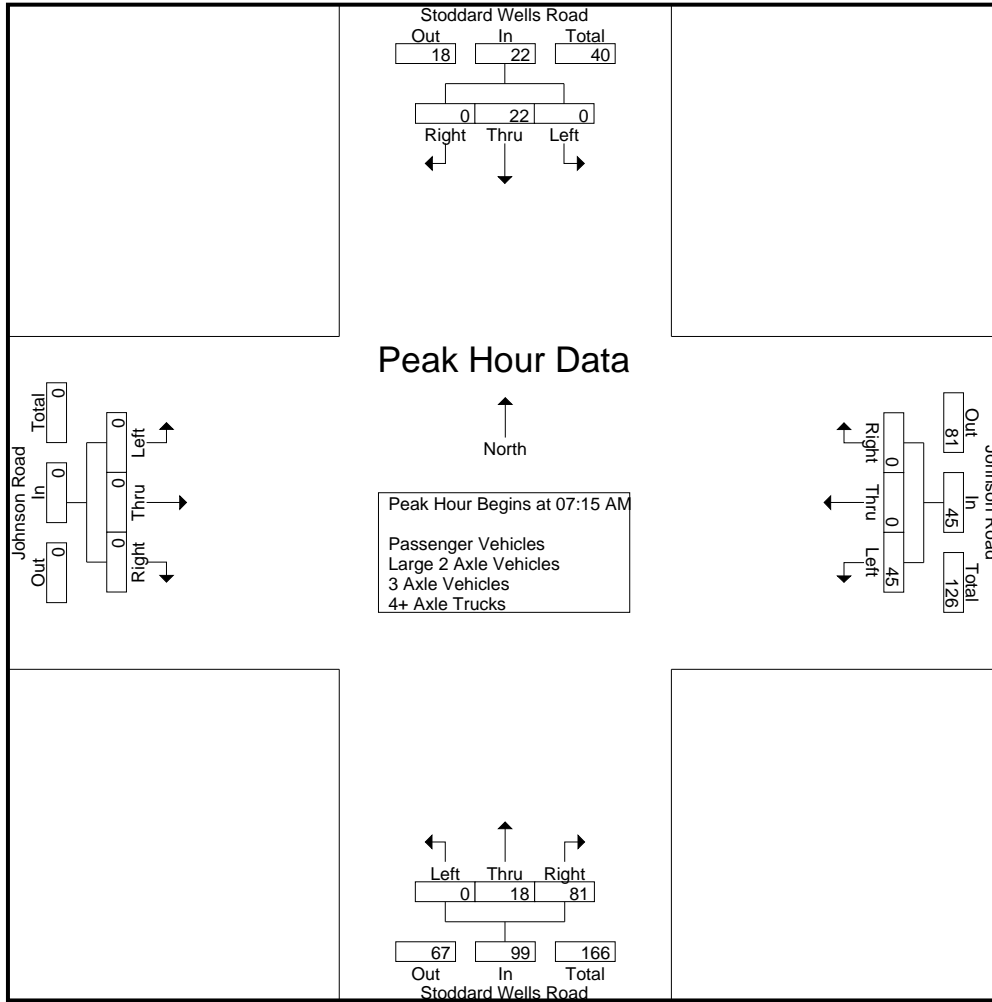 Stoddard Wells Road
Out In Total
18 22 40
0 22 0
Right Thru Left
Peak Hour Data
North
Peak Hour Begins at 07:15 AM
Passenger Vehicles
Large 2 Axle Vehicles
3 Axle Vehicles
4+ Axle Trucks
Johnson Road
Out In Total
0 0 0
0 0 0
Left Thru Right
Johnson Road
Out In Total
81 45 126
0 0 45
Right Thru Left
Left Thru Right
0 18 81
67 99 166
Out In Total
Stoddard Wells Road